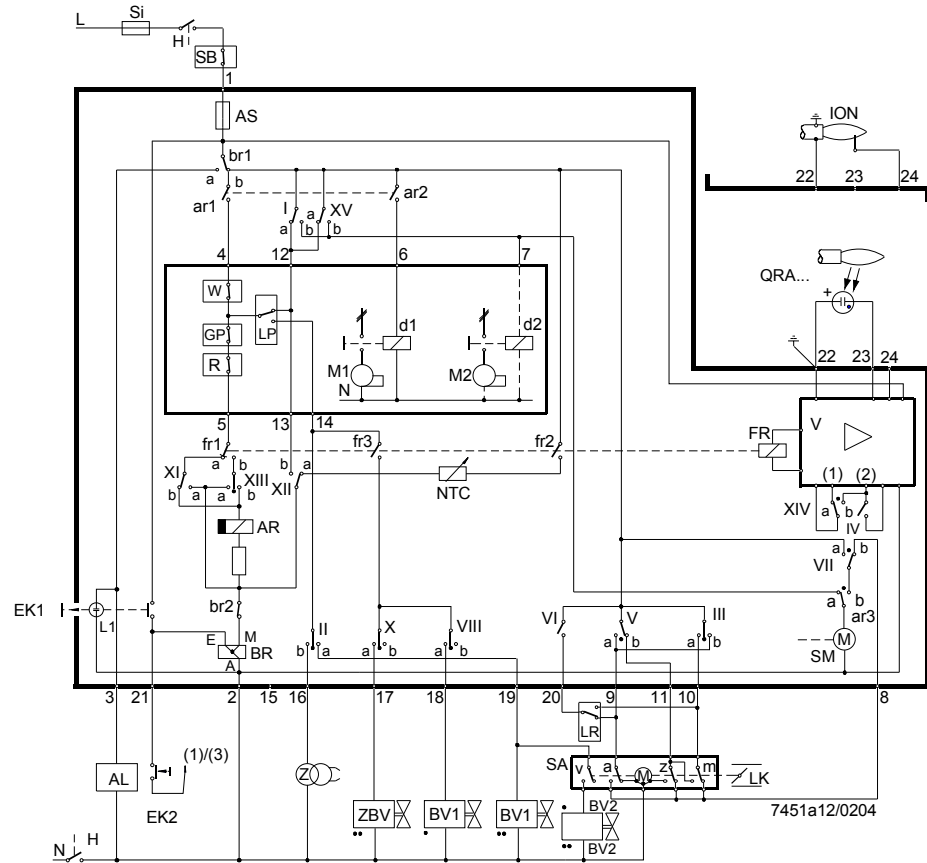 L Si H
SB
1
AS
ION
br1
a b
ar1
ar2
I a b
XV a b
22 23 24
4 12 6 7
QRA... +
W
LP
GP
R
d1
d2
M1
N
M2
22 23 24
5 13 14
V
FR
fr1
a b
fr3
fr2
XI
b a
XIII
a b
b a
XII
NTC
(1) (2)
XIV
a b
IV
AR
a b
VII
EK1
L1
br2
a b
ar3
E M
BR
A
II
b a
X
a b
VIII
a b
VI
V
a b
III
a b
M
SM
3 21 2 15 16 17 18 19 20 9 11 10 8
LR
(1)/(3)
SA
v a M z m
LK
AL
Z
EK2
ZBV
BV1
BV1
BV2
BV2
7451a12/0204
N H